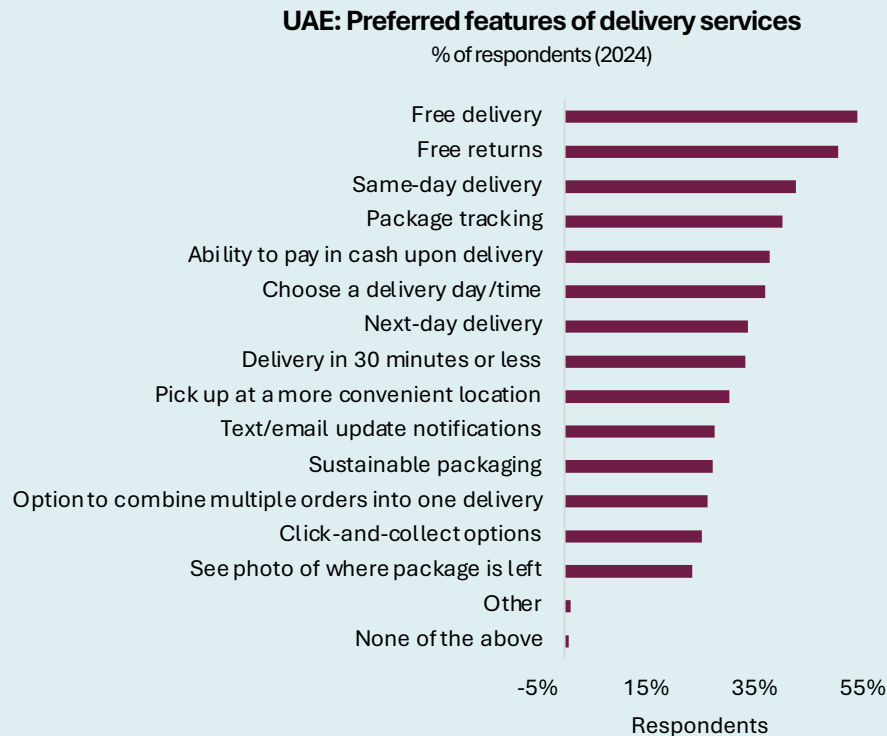 UAE: Preferred features of delivery services
% of respondents (2024)
Free delivery
Free returns
Same-day delivery
Package tracking
Ability to pay in cash upon delivery
Choose a delivery day/time
Next-day delivery
Delivery in 30 minutes or less
Pick up at a more convenient location
Text/email update notifications
Sustainable packaging
Option to combine multiple orders into one delivery
Click-and-collect options
See photo of where package is left
Other
None of the above
-5% 15% 35% 55%
Respondents